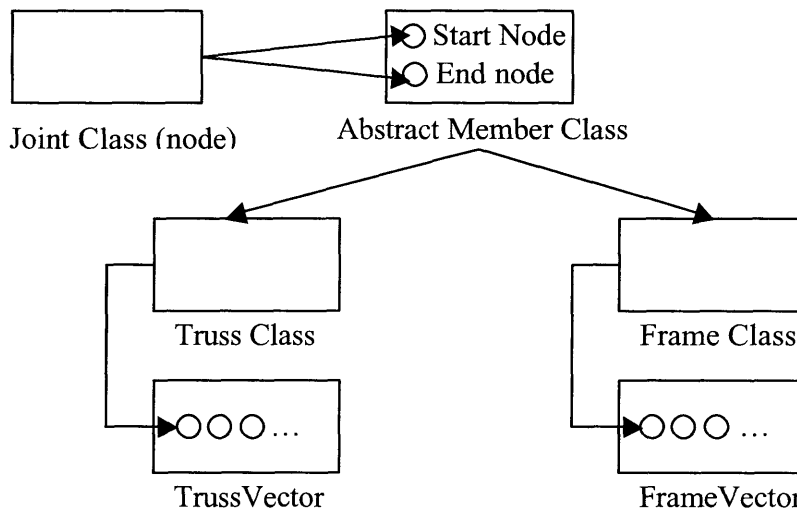 Start Node
End node
Joint Class (node)
Abstract Member Class
Truss Class
Frame Class
...
...
TrussVector
FrameVector